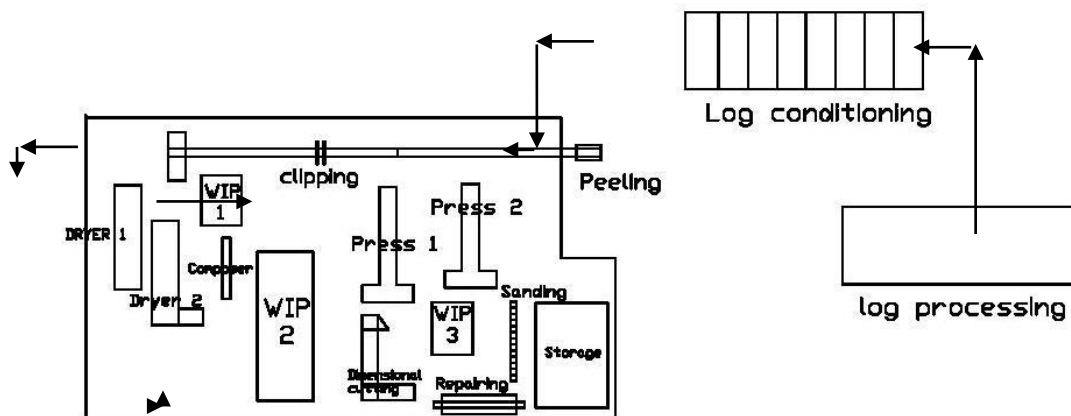 Log conditioning
clipping
Peeling
WIP
1
Press 2
DRYER 1
Press 1
Composer
Dryer 2
Sanding
WIP
2
WIP
3
log processing
Storage
Dimensional
cutting
Repairing